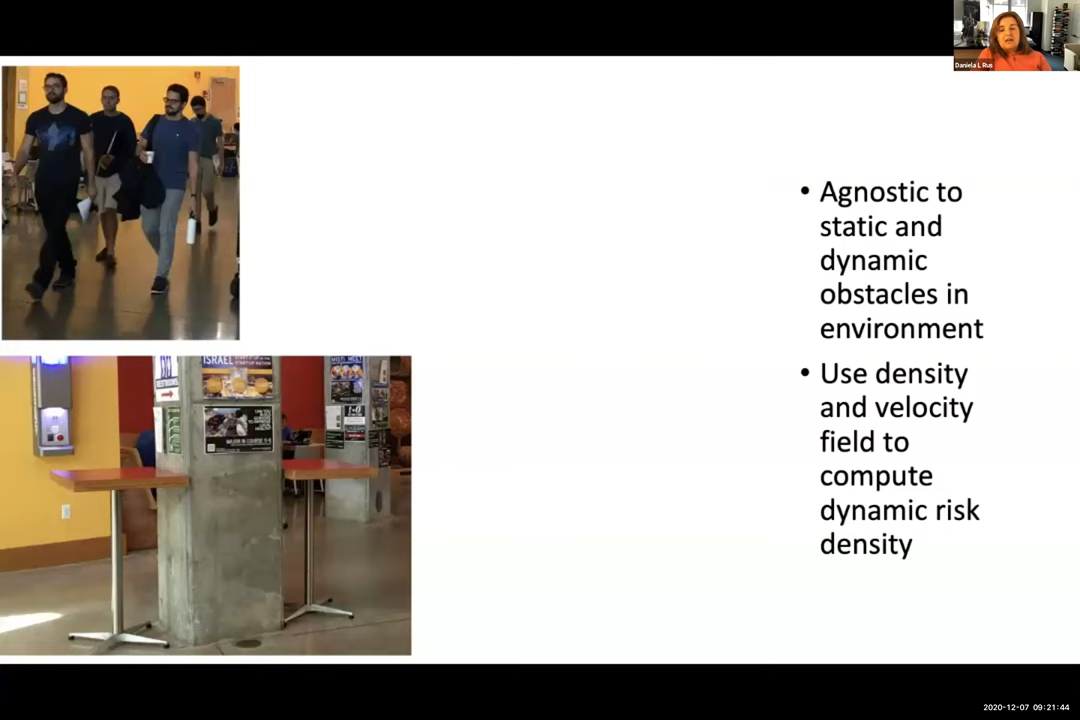 Daniela L Rus
• Agnostic to
static and
dynamic
obstacles in
environment
• Use density
and velocity
field to
compute
dynamic risk
density
ISRAEL
2020-12-07 09:21:44